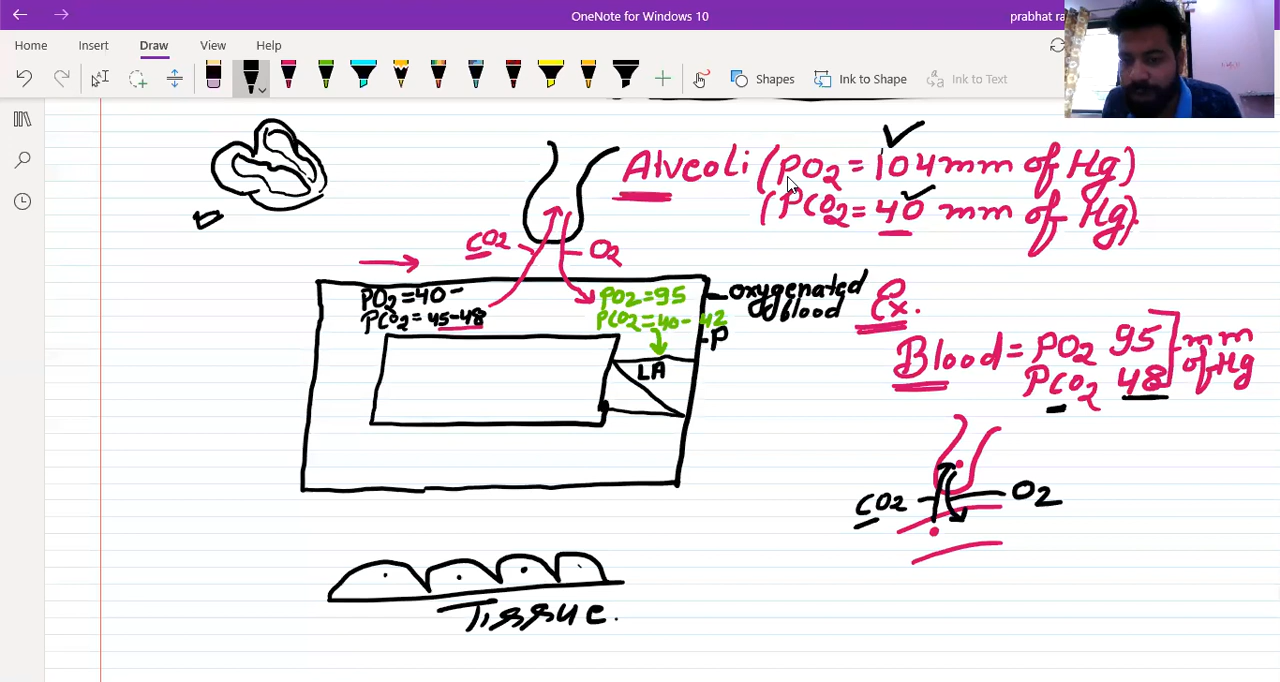 OneNote for Windows 10
prabhat ra
Home Insert Draw View Help
Shapes Ink to Shape Ink to Text
Alveoli (PO2 = 104 mm of Hg)
(PCO2 = 40 mm of Hg)
CO2 O2
PO2 = 40
PCO2 = 45-48
PO2 = 95
PCO2 = 40-42
oxygenated
blood
P
LA
Ex.
Blood = PO2 95
PCO2 48
mm
of Hg
CO2 O2
Tissue.